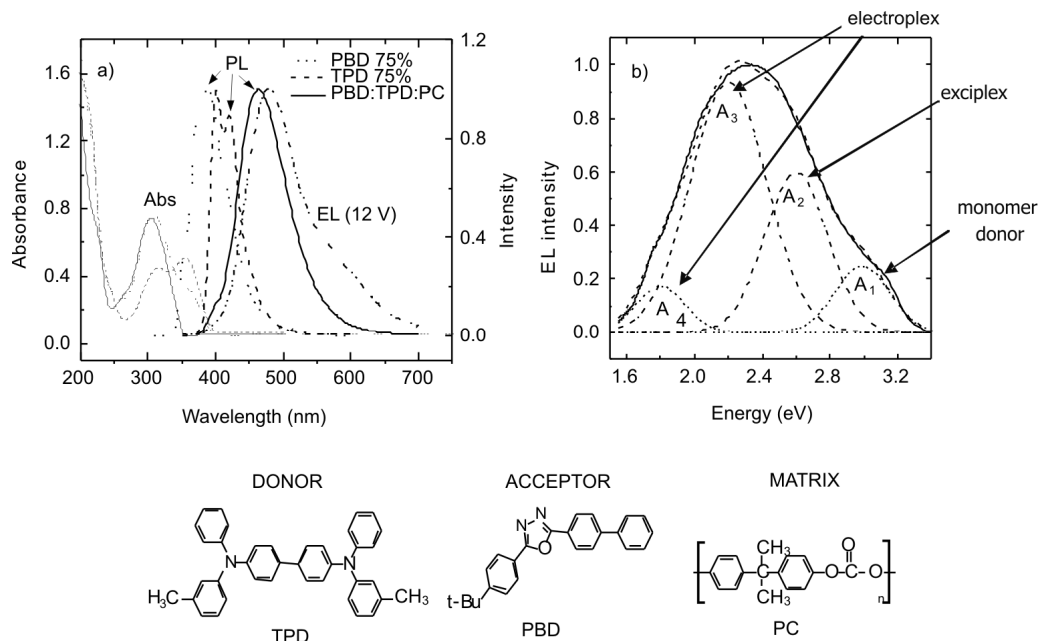 a)
PL
PBD 75%
TPD 75%
PBD:TPD:PC
Abs
EL (12 V)
Absorbance
1.6
1.2
0.8
0.4
0.0
Intensity
1.2
0.8
0.4
0.0
200 300 400 500 600 700
Wavelength (nm)
b)
electroplex
exciplex
monomer
donor
A3
A2
A1
A4
EL intensity
1.0
0.8
0.6
0.4
0.2
0.0
1.6 2.0 2.4 2.8 3.2
Energy (eV)
DONOR
N N
H3C CH3
TPD
ACCEPTOR
N N
O
t-Bu
PBD
MATRIX
CH3
C
CH3
O
O C O
n
PC